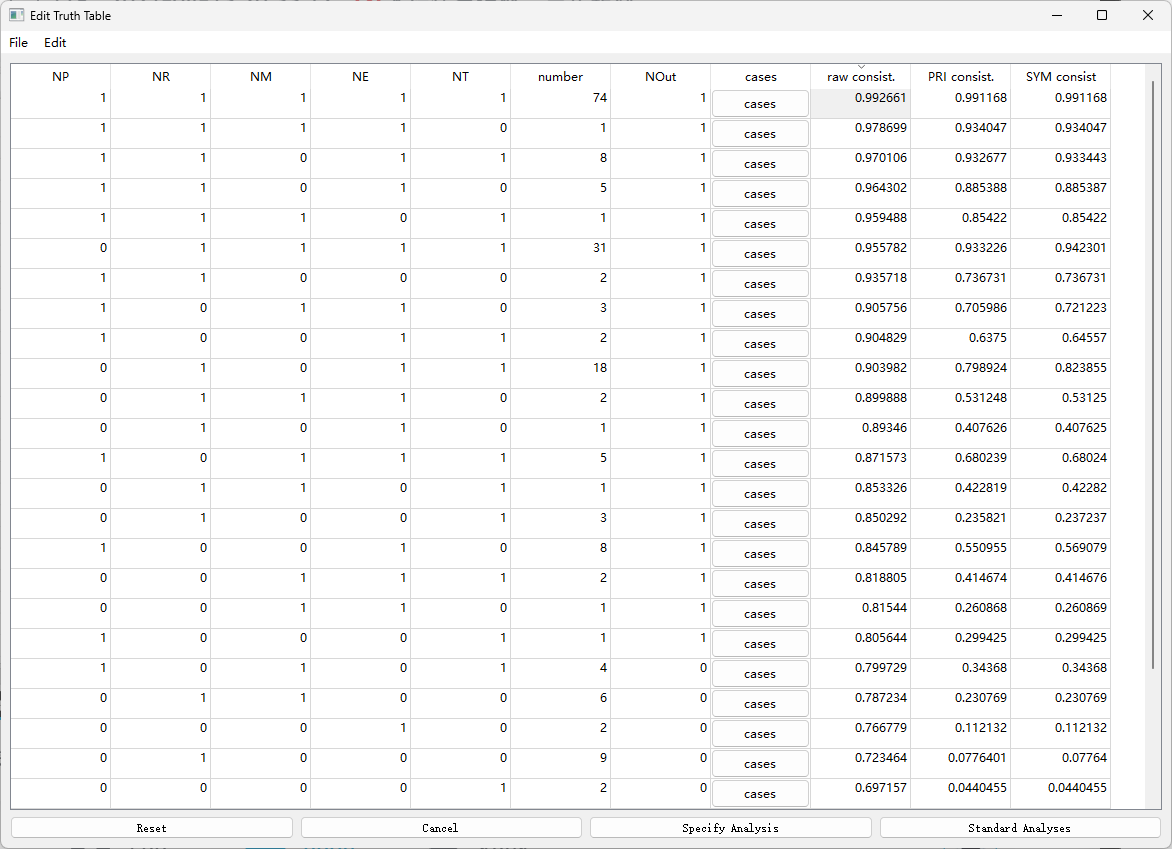 Edit Truth Table
File Edit
NP NR NM NE NT number NOut cases raw consist. PRI consist. SYM consist
1 1 1 1 1 74 1 cases 0.992661 0.991168 0.991168
1 1 1 1 0 1 1 cases 0.978699 0.934047 0.934047
1 1 0 1 1 8 1 cases 0.970106 0.932677 0.933443
1 1 0 1 0 5 1 cases 0.964302 0.885388 0.885387
1 1 1 0 1 1 1 cases 0.959488 0.85422 0.85422
0 1 1 1 1 31 1 cases 0.955782 0.933226 0.942301
1 1 0 0 0 2 1 cases 0.935718 0.736731 0.736731
1 0 1 1 0 3 1 cases 0.905756 0.705986 0.721223
1 0 0 1 1 2 1 cases 0.904829 0.6375 0.64557
0 1 0 1 1 18 1 cases 0.903982 0.798924 0.823855
0 1 1 1 0 2 1 cases 0.899888 0.531248 0.53125
0 1 0 1 0 1 1 cases 0.89346 0.407626 0.407625
1 0 1 1 1 5 1 cases 0.871573 0.680239 0.68024
0 1 1 0 1 1 1 cases 0.853326 0.422819 0.42282
0 1 0 0 1 3 1 cases 0.850292 0.235821 0.237237
1 0 0 1 0 8 1 cases 0.845789 0.550955 0.569079
0 0 1 1 1 2 1 cases 0.818805 0.414674 0.414676
0 0 1 1 0 1 1 cases 0.81544 0.260868 0.260869
1 0 0 0 1 1 1 cases 0.805644 0.299425 0.299425
1 0 1 0 1 4 0 cases 0.799729 0.34368 0.34368
0 1 1 0 0 6 0 cases 0.787234 0.230769 0.230769
0 0 0 1 0 2 0 cases 0.766779 0.112132 0.112132
0 1 0 0 0 9 0 cases 0.723464 0.0776401 0.07764
0 0 0 0 1 2 0 cases 0.697157 0.0440455 0.0440455
Reset Cancel Specify Analysis Standard Analyses